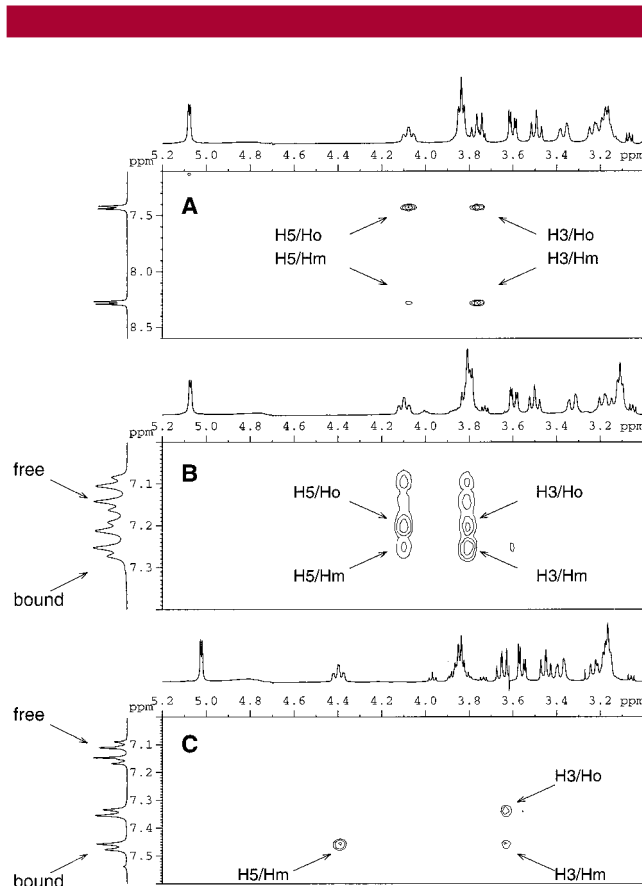 5.2 5.0 4.8 4.6 4.4 4.2 4.0 3.8 3.6 3.4 3.2 ppm
ppm
A
7.5
H5/Ho H3/Ho
H5/Hm H3/Hm
8.0
8.5
5.2 5.0 4.8 4.6 4.4 4.2 4.0 3.8 3.6 3.4 3.2 ppm
ppm
B
free
7.1
H5/Ho H3/Ho
7.2
H5/Hm H3/Hm
7.3
bound
5.2 5.0 4.8 4.6 4.4 4.2 4.0 3.8 3.6 3.4 3.2 ppm
ppm
free
7.1
C
7.2
H3/Ho
7.3
7.4
H5/Hm H3/Hm
7.5
bound